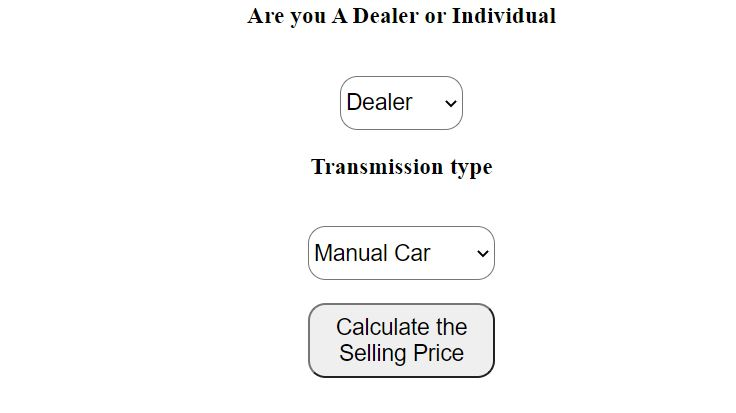 Are you A Dealer or Individual
Dealer
Transmission type
Manual Car
Calculate the
Selling Price